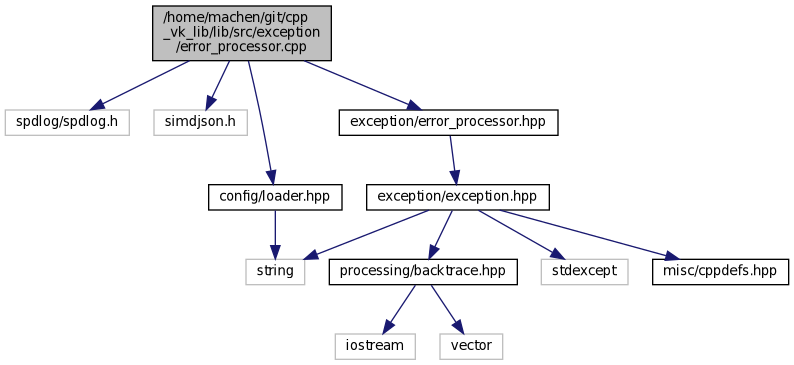 /home/machen/git/cpp
_vk_lib/lib/src/exception
/error_processor.cpp
spdlog/spdlog.h
simdjson.h
exception/error_processor.hpp
config/loader.hpp
exception/exception.hpp
string
processing/backtrace.hpp
stdexcept
misc/cppdefs.hpp
iostream
vector